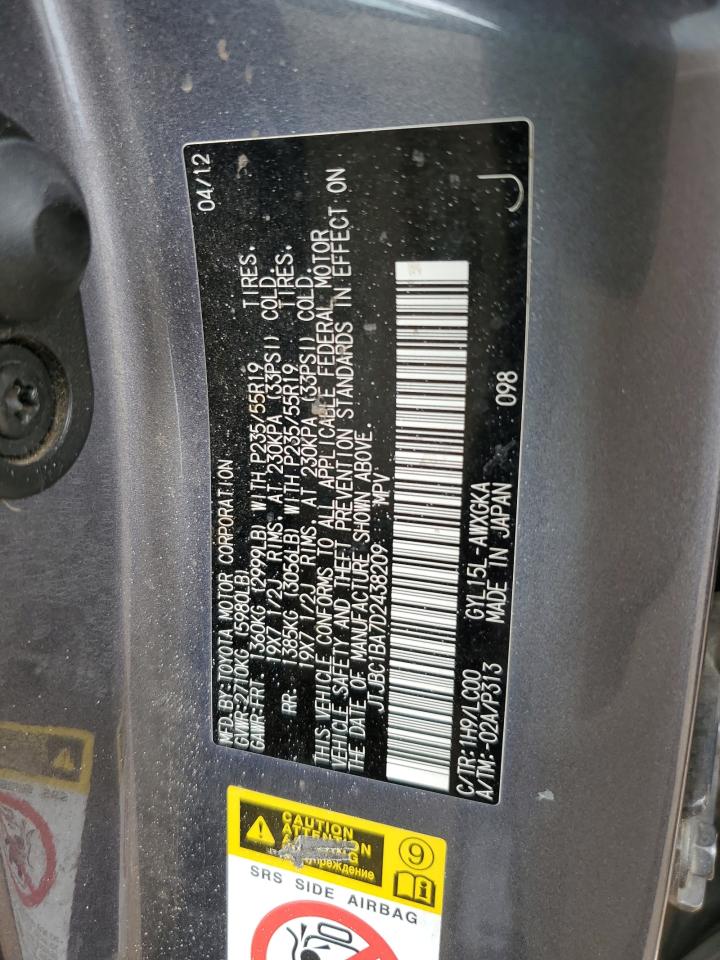 04/12
MFD.BY:TOYOTA MOTOR CORPORATION
GVWR:2710KG (5980LB)
GAWR:FRT 1360KG (2999LB) WITH P235/55R19 TIRES.
19X7 1/2J RIMS, AT 230KPA (33PSI) COLD.
RR: 1385KG (3056LB) WITH P235/55R19 TIRES.
19X7 1/2J RIMS, AT 230KPA (33PSI) COLD.
THIS VEHICLE CONFORMS TO ALL APPLICABLE FEDERAL MOTOR
VEHICLE SAFETY AND THEFT PREVENTION STANDARDS IN EFFECT ON
THE DATE OF MANUFACTURE SHOWN ABOVE.
JTJBC1BA7D2438209 MPV
C/TR:1H9/LC00 GYL15L-AWXGKA 098
A/TM:-02A/P313 MADE IN JAPAN
J
CAUTION
ATTENTION
9
SRS SIDE AIRBAG